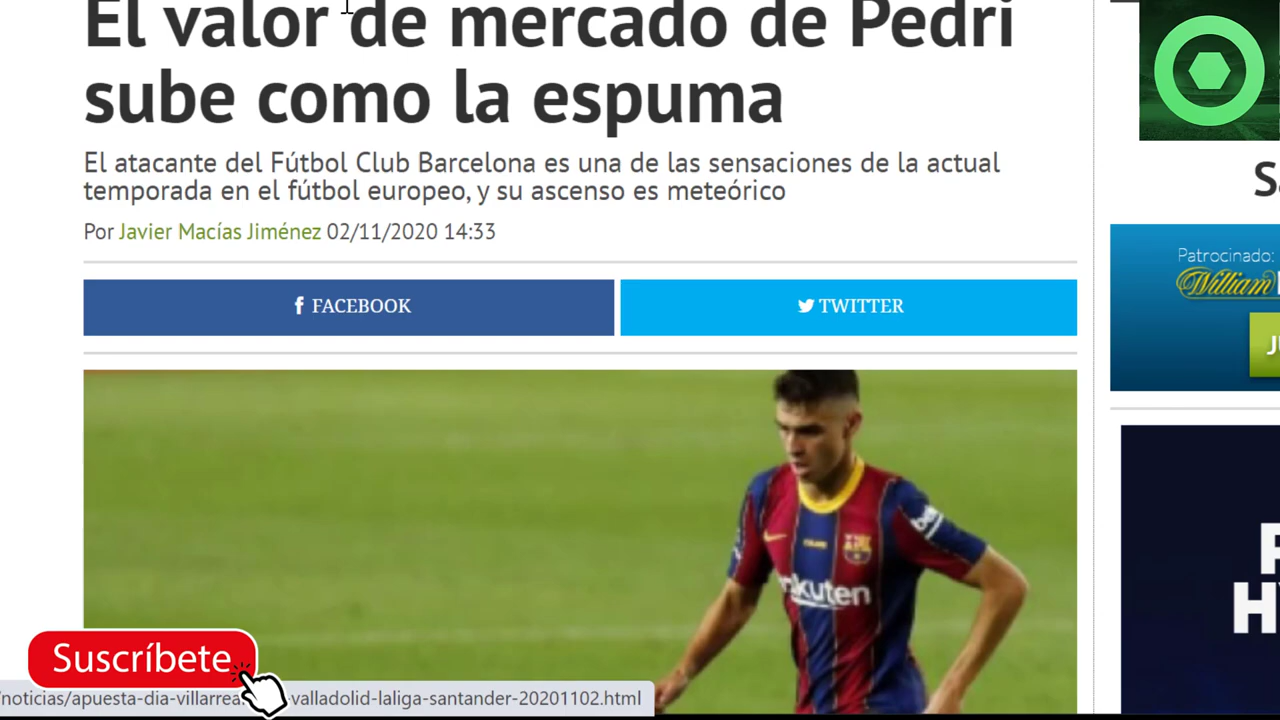 El valor de mercado de Pedri
sube como la espuma
El atacante del Fútbol Club Barcelona es una de las sensaciones de la actual
temporada en el fútbol europeo, y su ascenso es meteórico
Por Javier Macías Jiménez 02/11/2020 14:33
FACEBOOK
TWITTER
Patrocinado:
William
Rakuten
beko
Suscríbete
/noticias/apuesta-dia-villarrea
valladolid-laliga-santander-20201102.html